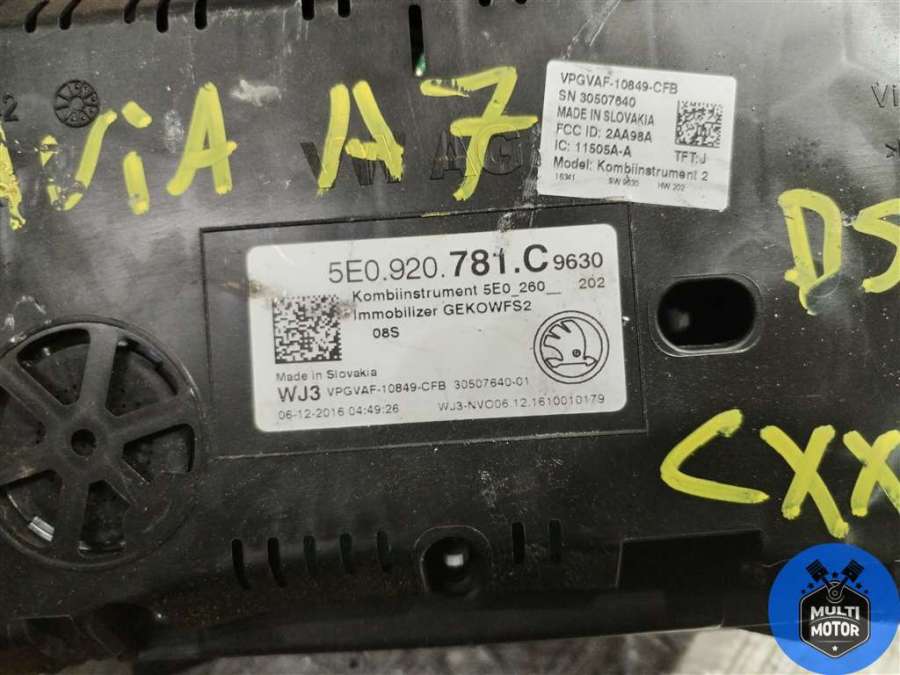 ViA A7
VPGVAF-10849-CFB
SN 30507640
MADE IN SLOVAKIA
FCC ID: 2AA98A
IC: 11505A-A
TFT:J
Model: Kombiinstrument 2
16341 SW 9630 HW 202
5E0.920.781.C 9630
Kombiinstrument 5E0_260__ 202
Immobilizer GEKOWFS2
08S
Made in Slovakia
WJ3 VPGVAF-10849-CFB 30507640-01
06-12-2016 04:49:26 WJ3-NVO06.12.1610010179
DS
CXX
MULTI
MOTOR